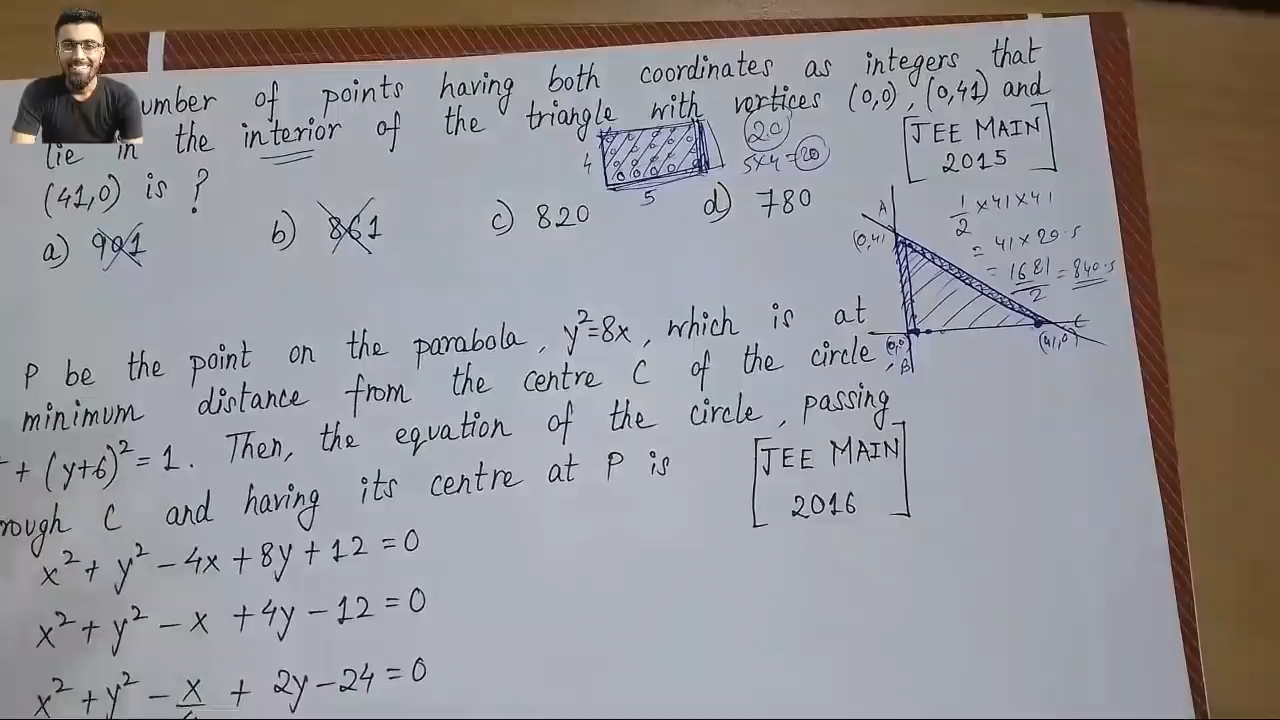 umber of points having both coordinates as integers that
lie in the interior of the triangle with vertices (0,0), (0,41) and
(41,0) is ?
[JEE MAIN
2015]
4
5
20
5×4=20
a) 901
b) 861
c) 820
d) 780
1/2 ×41×41
= 41×20.5
= 1681/2 = 840.5
A
(0,41
(0,0)
B
(41,0)
C
P be the point on the parabola, y²=8x, which is at
minimum distance from the centre C of the circle,
+ (y+6)² = 1. Then, the equation of the circle, passing
rough C and having its centre at P is
[JEE MAIN
2016]
x² + y² – 4x + 8y + 12 = 0
x² + y² – x + 4y – 12 = 0
x² + y² – x/4 + 2y – 24 = 0